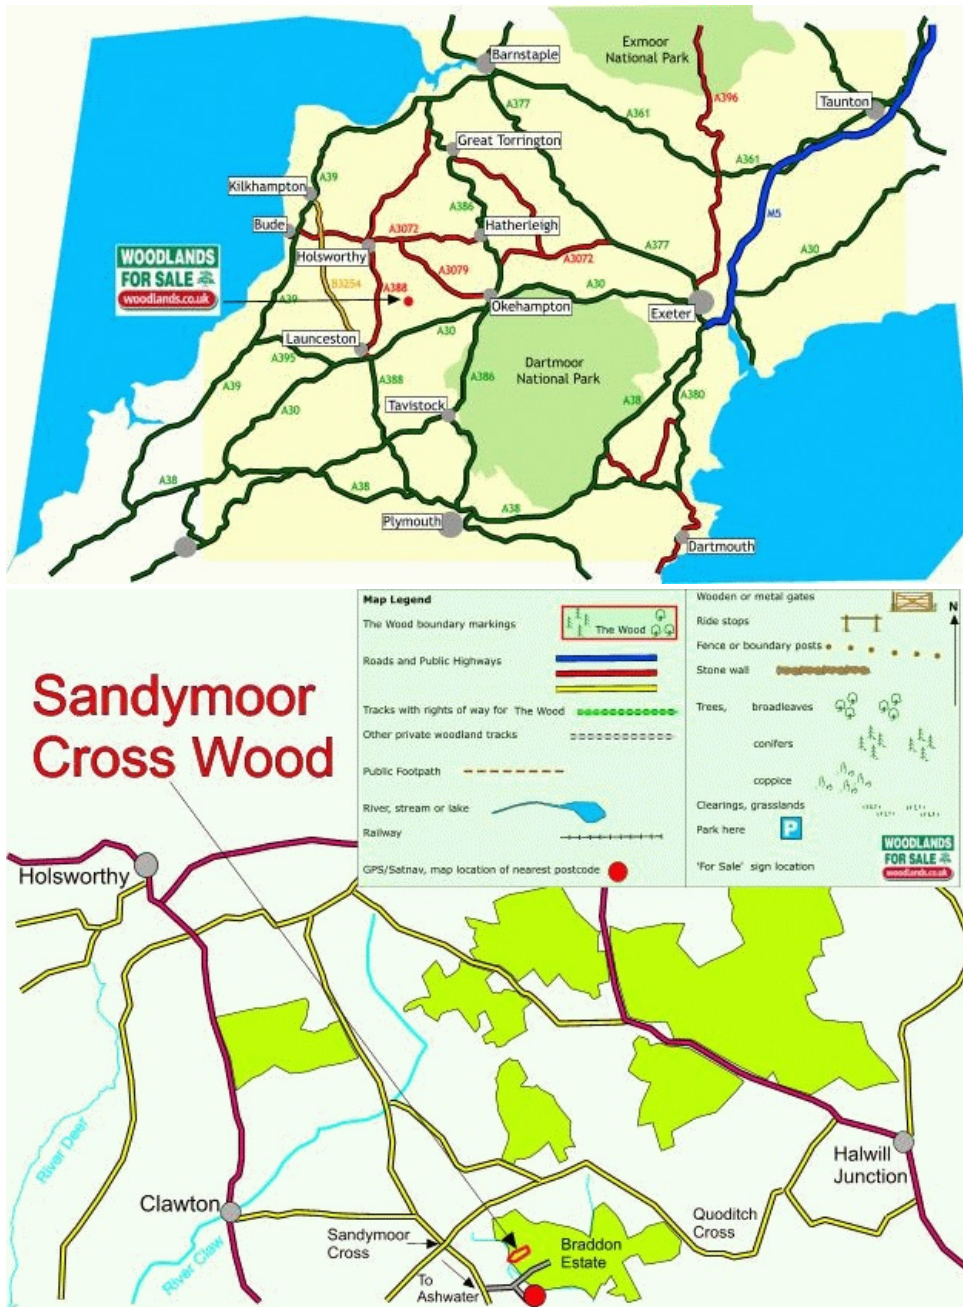 Exmoor
National Park
Barnstaple
A377
A361
A396
Taunton
Great Torrington
A361
Kilkhampton
A39
A386
Bude
A3072
Hatherleigh
M5
WOODLANDS
FOR SALE
woodlands.co.uk
Holsworthy
A3079
A3072
A377
A30
B3254
A388
A30
A39
Okehampton
Exeter
Launceston
A30
A395
Dartmoor
National Park
A388
A386
A39
A38
A380
A30
Tavistock
A38
A38
A38
Plymouth
Dartmouth
Map Legend
The Wood boundary markings
The Wood
Roads and Public Highways
Tracks with rights of way for The Wood
Other private woodland tracks
Public Footpath
River, stream or lake
Railway
GPS/Satnav, map location of nearest postcode
Wooden or metal gates
N
Ride stops
Fence or boundary posts
Stone wall
Trees, broadleaves
conifers
coppice
Clearings, grasslands
Park here
P
WOODLANDS
FOR SALE
woodlands.co.uk
'For Sale' sign location
Sandymoor
Cross Wood
Holsworthy
River Deer
Halwill
Junction
Clawton
River Claw
Sandymoor
Cross
Quoditch
Cross
Braddon
Estate
To
Ashwater